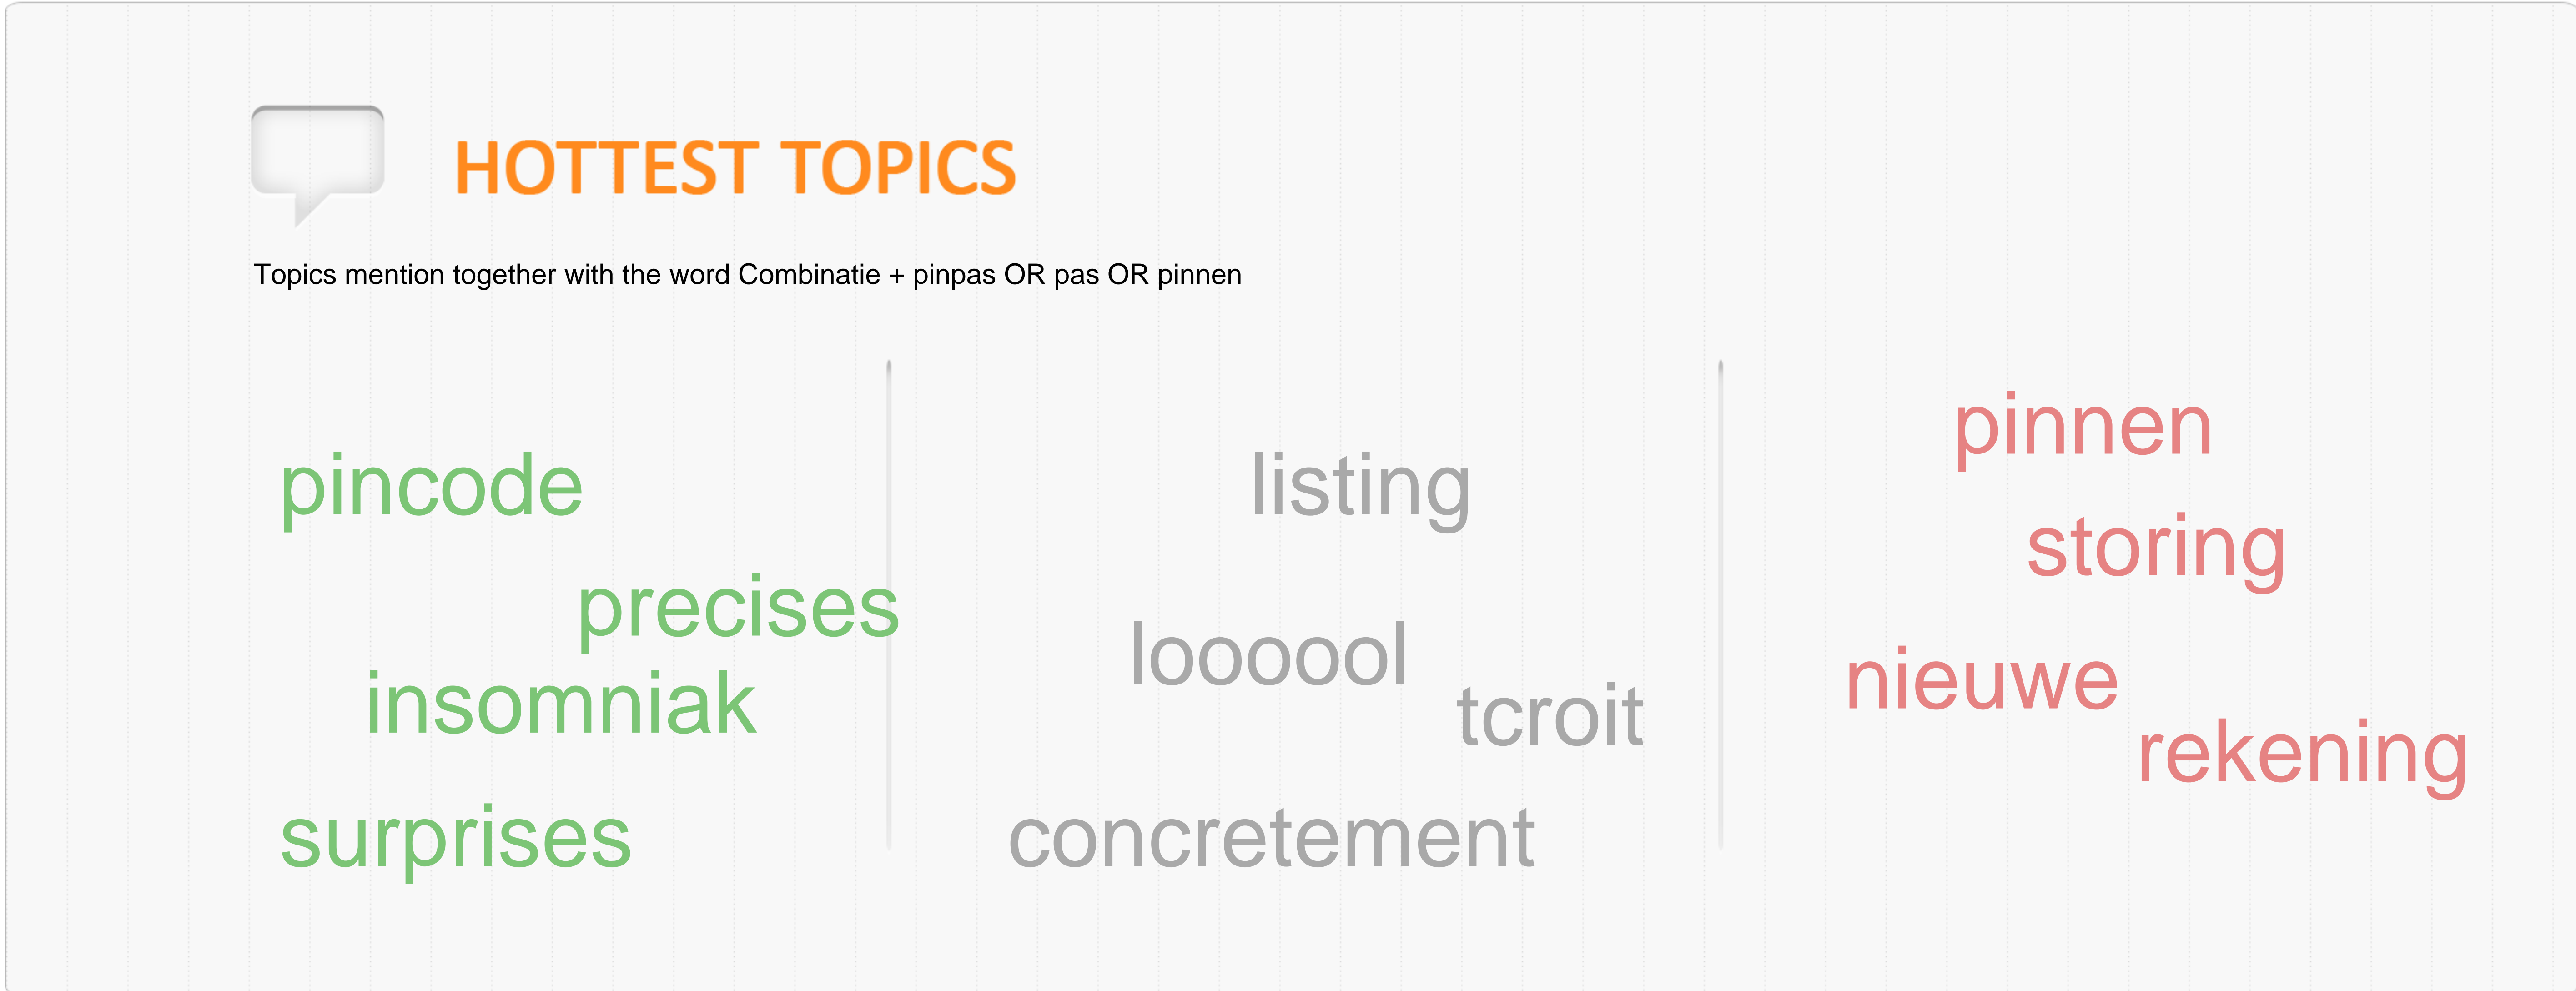 HOTTEST TOPICS
Topics mention together with the word Combinatie + pinpas OR pas OR pinnen
pincode
precises
insomniak
surprises
listing
loooool
tcroit
concretement
pinnen
storing
nieuwe
rekening